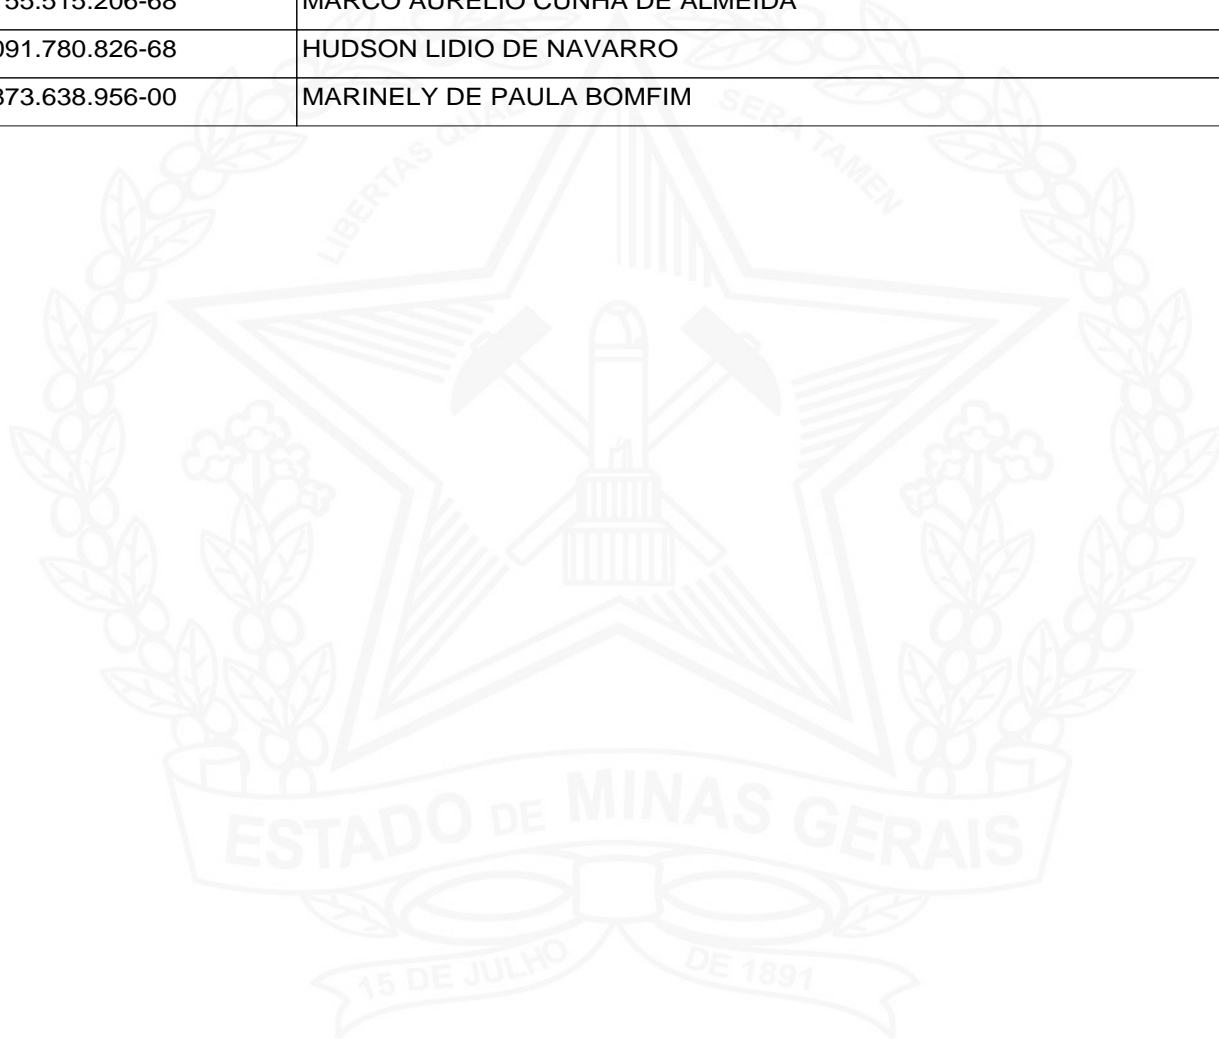 55.515.206-68 MARCO AURELIO CUNHA DE ALMEIDA
091.780.826-68 HUDSON LIDIO DE NAVARRO
873.638.956-00 MARINELY DE PAULA BOMFIM
LIBERTAS QUAE SERA TAMEN
ESTADO DE MINAS GERAIS
15 DE JULHO DE 1891